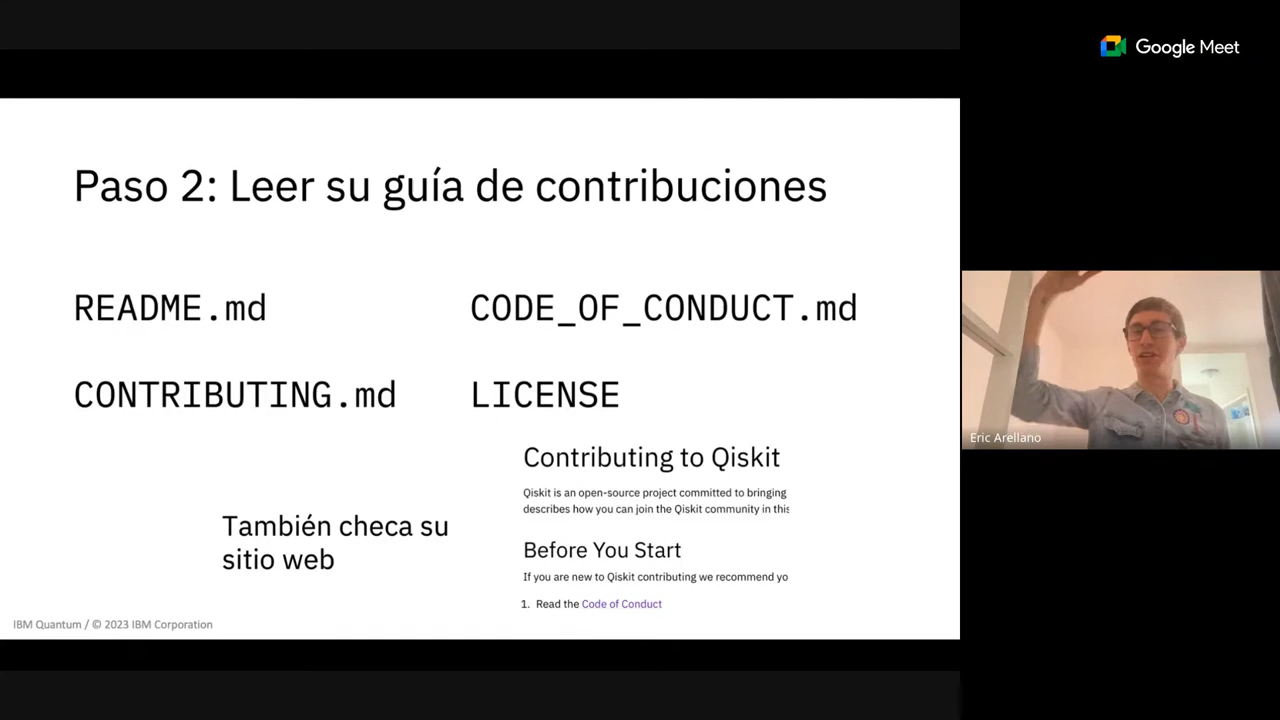 Google Meet
Paso 2: Leer su guía de contribuciones
README.md
CODE_OF_CONDUCT.md
CONTRIBUTING.md
LICENSE
Contributing to Qiskit
Qiskit is an open-source project committed to bringing
describes how you can join the Qiskit community in this
Before You Start
If you are new to Qiskit contributing we recommend yo
1. Read the Code of Conduct
También checa su
sitio web
IBM Quantum / © 2023 IBM Corporation
Eric Arellano